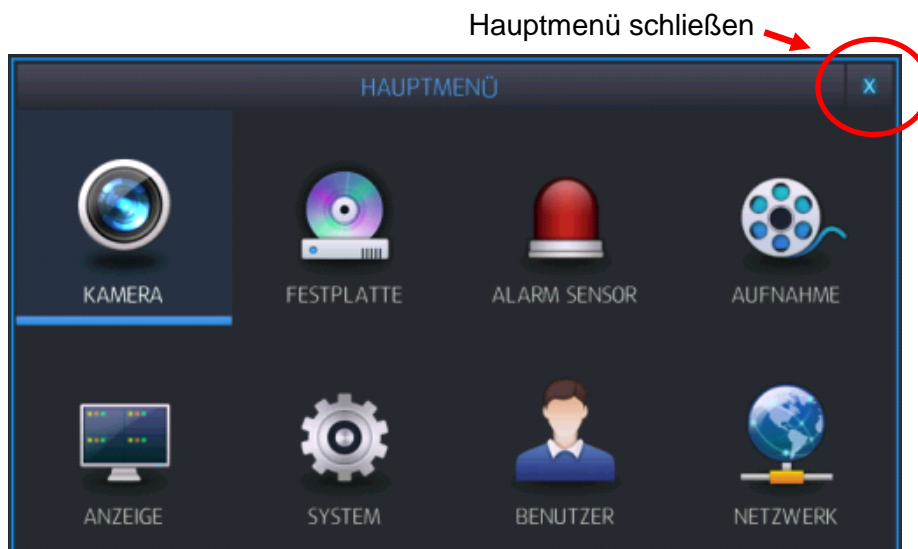 Hauptmenü schließen
HAUPTMENÜ X
KAMERA FESTPLATTE ALARM SENSOR AUFNAHME
ANZEIGE SYSTEM BENUTZER NETZWERK